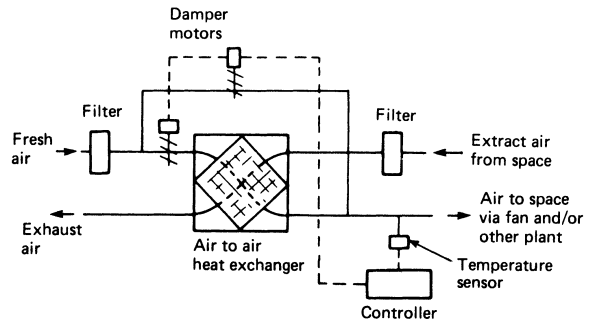 Damper
motors
Filter
Filter
Fresh
air
Extract air
from space
Exhaust
air
Air to air
heat exchanger
Air to space
via fan and/or
other plant
Temperature
sensor
Controller